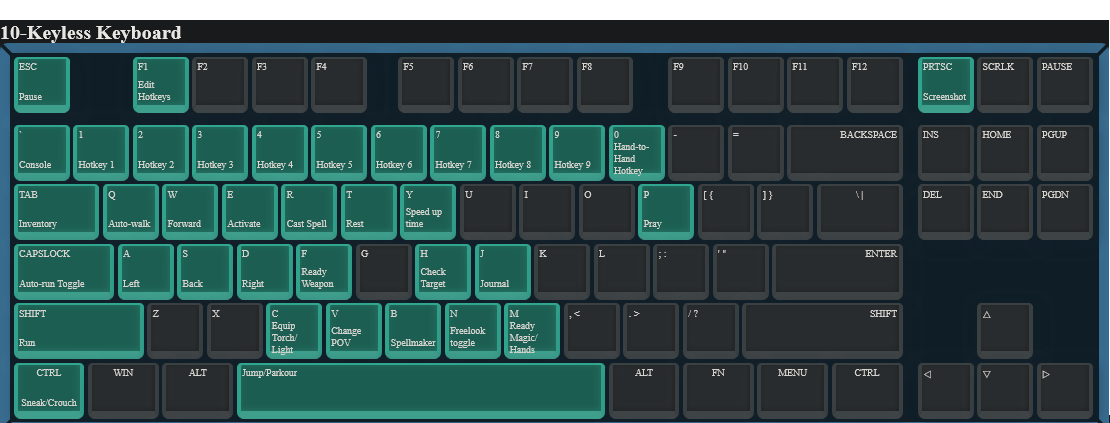 10-Keyless Keyboard
ESC F1 F2 F3 F4 F5 F6 F7 F8 F9 F10 F11 F12 PRTSC SCRLK PAUSE
Pause Edit Hotkeys Screenshot
` 1 2 3 4 5 6 7 8 9 0 - = BACKSPACE INS HOME PGUP
Console Hotkey 1 Hotkey 2 Hotkey 3 Hotkey 4 Hotkey 5 Hotkey 6 Hotkey 7 Hotkey 8 Hotkey 9 Hand-to-Hand Hotkey
TAB Q W E R T Y U I O P [ { ] } \ | DEL END PGDN
Inventory Auto-walk Forward Activate Cast Spell Rest Speed up time Pray
CAPSLOCK A S D F G H J K L ; : ' " ENTER
Auto-run Toggle Left Back Right Ready Weapon Check Target Journal
SHIFT Z X C V B N M , < . > / ? SHIFT △
Run Equip Torch/ Light Change POV Spellmaker Freelook toggle Ready Magic/ Hands
CTRL WIN ALT Jump/Parkour ALT FN MENU CTRL ◁ ▽ ▷
Sneak/Crouch